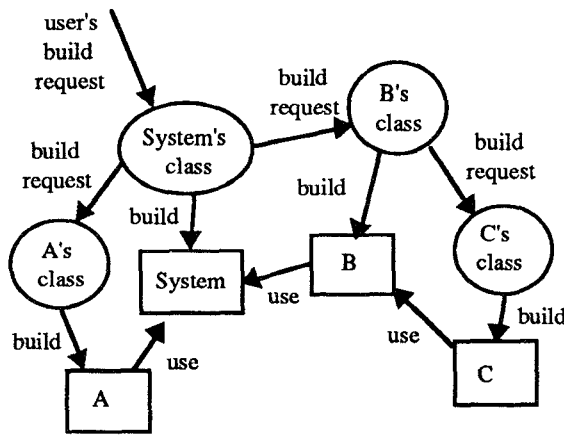 user's
build
request
System's
class
build
request
B's
class
build
request
build
request
build
build
A's
class
System
B
C's
class
use
build
use
build
use
A
C